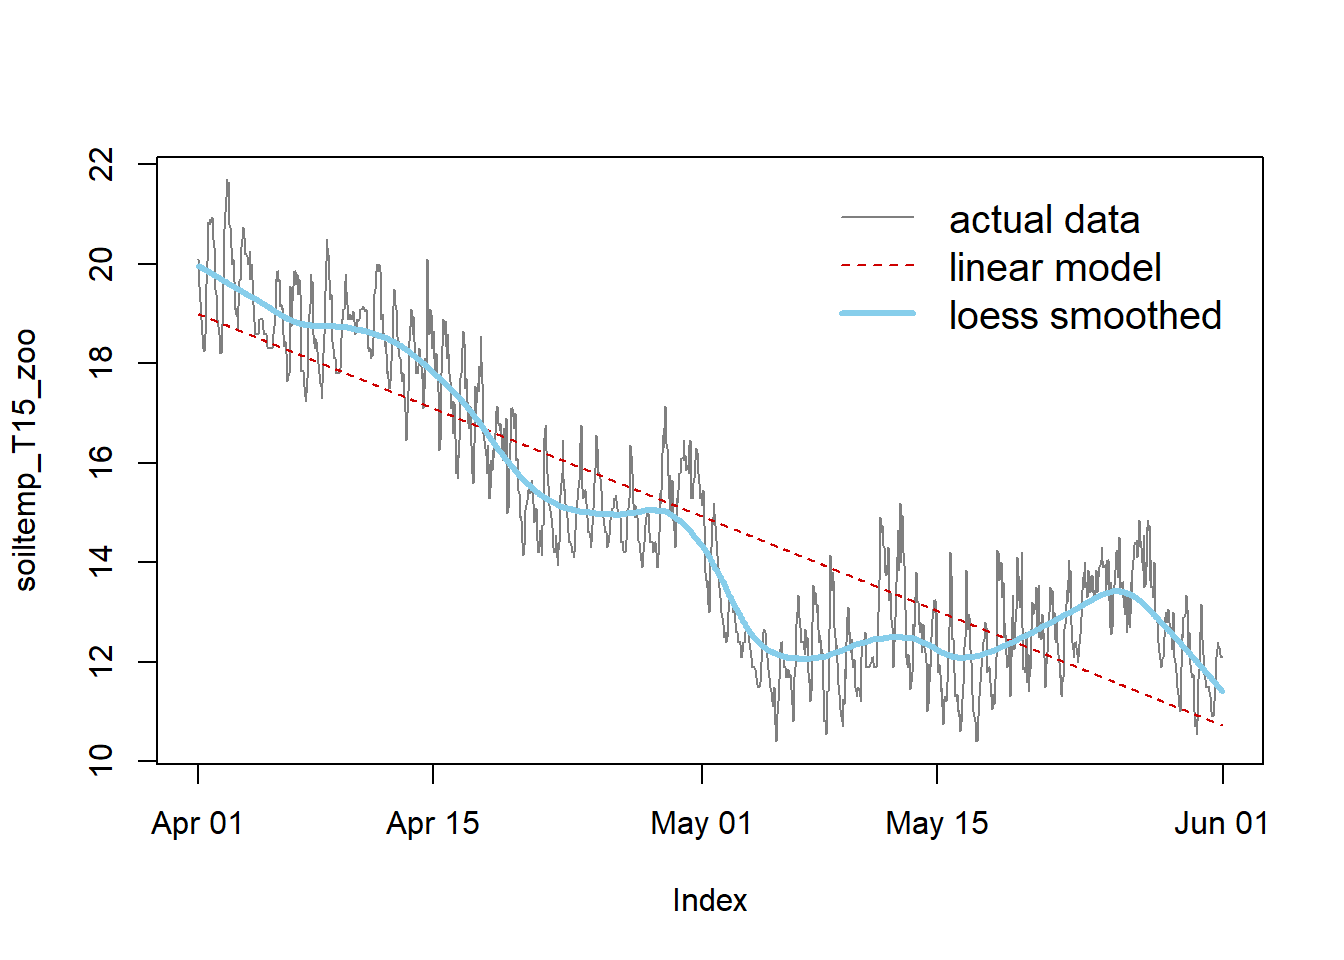 actual data
linear model
loess smoothed
soiltemp_T15_zoo
22
20
18
16
14
12
10
Apr 01
Apr 15
May 01
May 15
Jun 01
Index